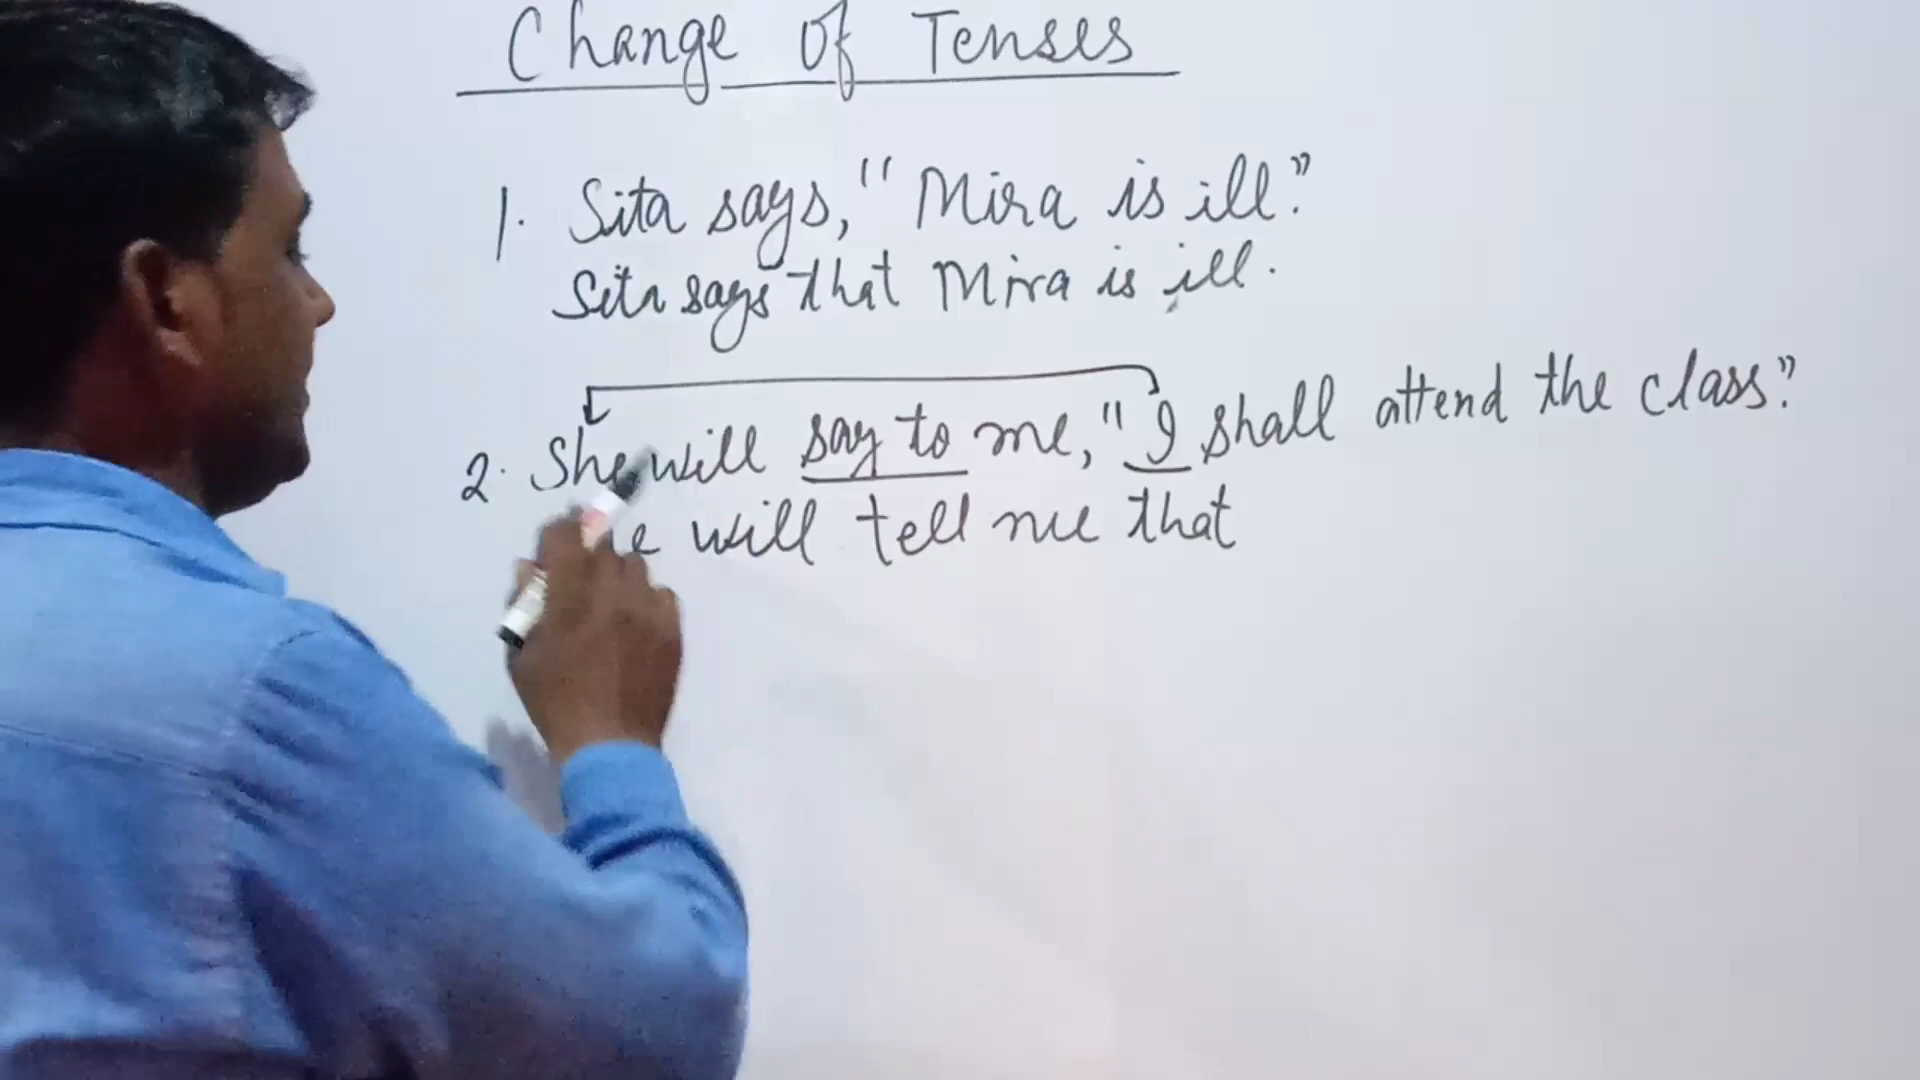 Change Of Tenses
1. Sita says, "Mira is ill."
Sita says that Mira is ill.
2. She will say to me, "I shall attend the class."
will tell me that